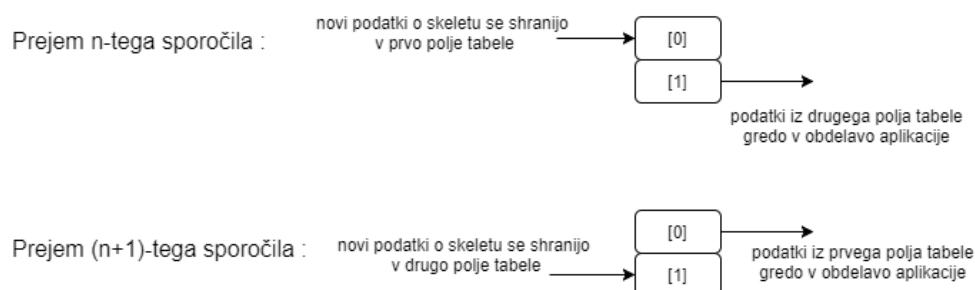 Prejem n-tega sporočila :
novi podatki o skeletu se shranijo
v prvo polje tabele
[0]
[1]
podatki iz drugega polja tabele
gredo v obdelavo aplikacije
Prejem (n+1)-tega sporočila :
novi podatki o skeletu se shranijo
v drugo polje tabele
[0]
[1]
podatki iz prvega polja tabele
gredo v obdelavo aplikacije